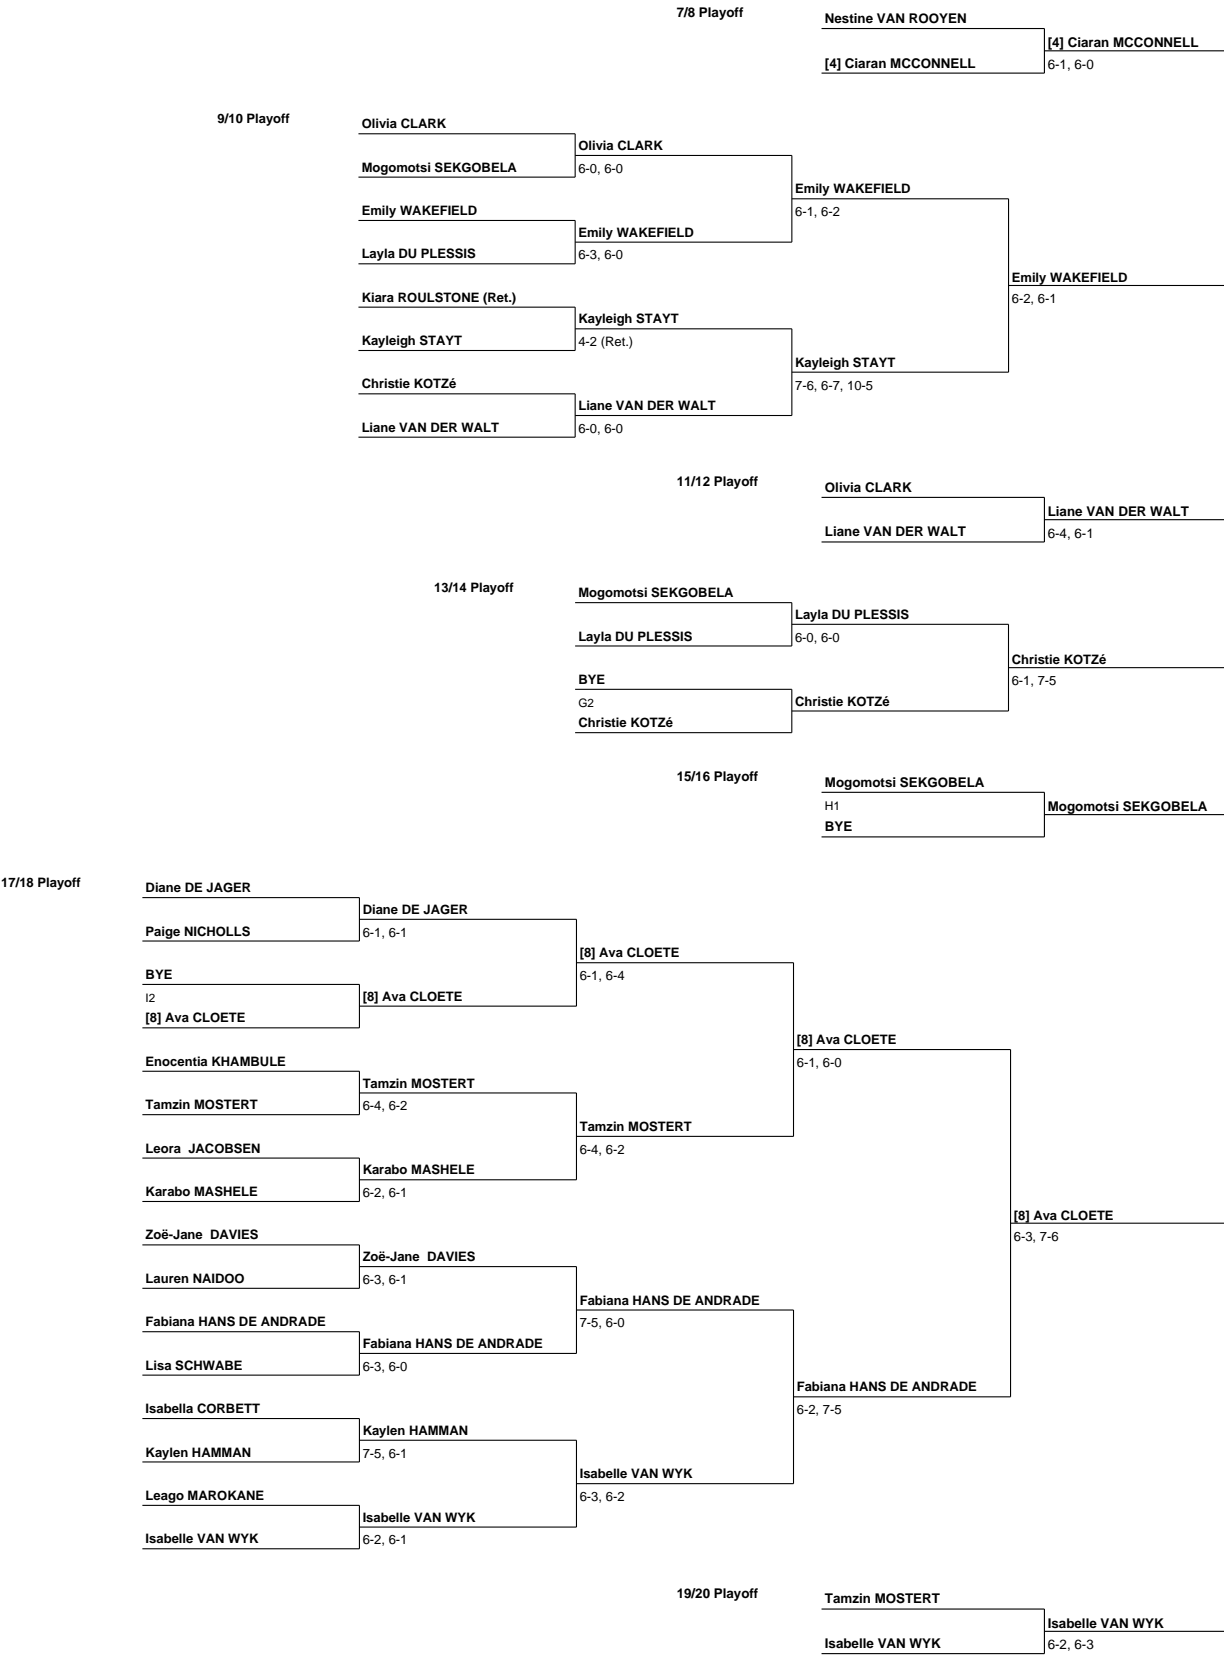 7/8 Playoff
Nestine VAN ROOYEN
[4] Ciaran MCCONNELL
[4] Ciaran MCCONNELL
6-1, 6-0
9/10 Playoff
Olivia CLARK
Olivia CLARK
Mogomotsi SEKGOBELA
6-0, 6-0
Emily WAKEFIELD
Emily WAKEFIELD
6-1, 6-2
Emily WAKEFIELD
Layla DU PLESSIS
6-3, 6-0
Emily WAKEFIELD
Kiara ROULSTONE (Ret.)
6-2, 6-1
Kayleigh STAYT
Kayleigh STAYT
4-2 (Ret.)
Kayleigh STAYT
Christie KOTZé
7-6, 6-7, 10-5
Liane VAN DER WALT
Liane VAN DER WALT
6-0, 6-0
11/12 Playoff
Olivia CLARK
Liane VAN DER WALT
Liane VAN DER WALT
6-4, 6-1
13/14 Playoff
Mogomotsi SEKGOBELA
Layla DU PLESSIS
Layla DU PLESSIS
6-0, 6-0
Christie KOTZé
BYE
6-1, 7-5
G2
Christie KOTZé
Christie KOTZé
15/16 Playoff
Mogomotsi SEKGOBELA
H1
Mogomotsi SEKGOBELA
BYE
17/18 Playoff
Diane DE JAGER
Diane DE JAGER
Paige NICHOLLS
6-1, 6-1
[8] Ava CLOETE
BYE
6-1, 6-4
I2
[8] Ava CLOETE
[8] Ava CLOETE
[8] Ava CLOETE
Enocentia KHAMBULE
6-1, 6-0
Tamzin MOSTERT
Tamzin MOSTERT
6-4, 6-2
Tamzin MOSTERT
Leora  JACOBSEN
6-4, 6-2
Karabo MASHELE
Karabo MASHELE
6-2, 6-1
[8] Ava CLOETE
Zoë-Jane  DAVIES
6-3, 7-6
Zoë-Jane  DAVIES
Lauren NAIDOO
6-3, 6-1
Fabiana HANS DE ANDRADE
Fabiana HANS DE ANDRADE
7-5, 6-0
Fabiana HANS DE ANDRADE
Lisa SCHWABE
6-3, 6-0
Fabiana HANS DE ANDRADE
Isabella CORBETT
6-2, 7-5
Kaylen HAMMAN
Kaylen HAMMAN
7-5, 6-1
Isabelle VAN WYK
Leago MAROKANE
6-3, 6-2
Isabelle VAN WYK
Isabelle VAN WYK
6-2, 6-1
19/20 Playoff
Tamzin MOSTERT
Isabelle VAN WYK
Isabelle VAN WYK
6-2, 6-3